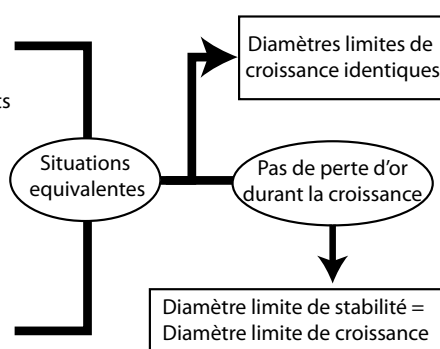 Diamètres limites de
croissance identiques
ts
Situations
equivalentes
Pas de perte d'or
durant la croissance
Diamètre limite de stabilité =
Diamètre limite de croissance